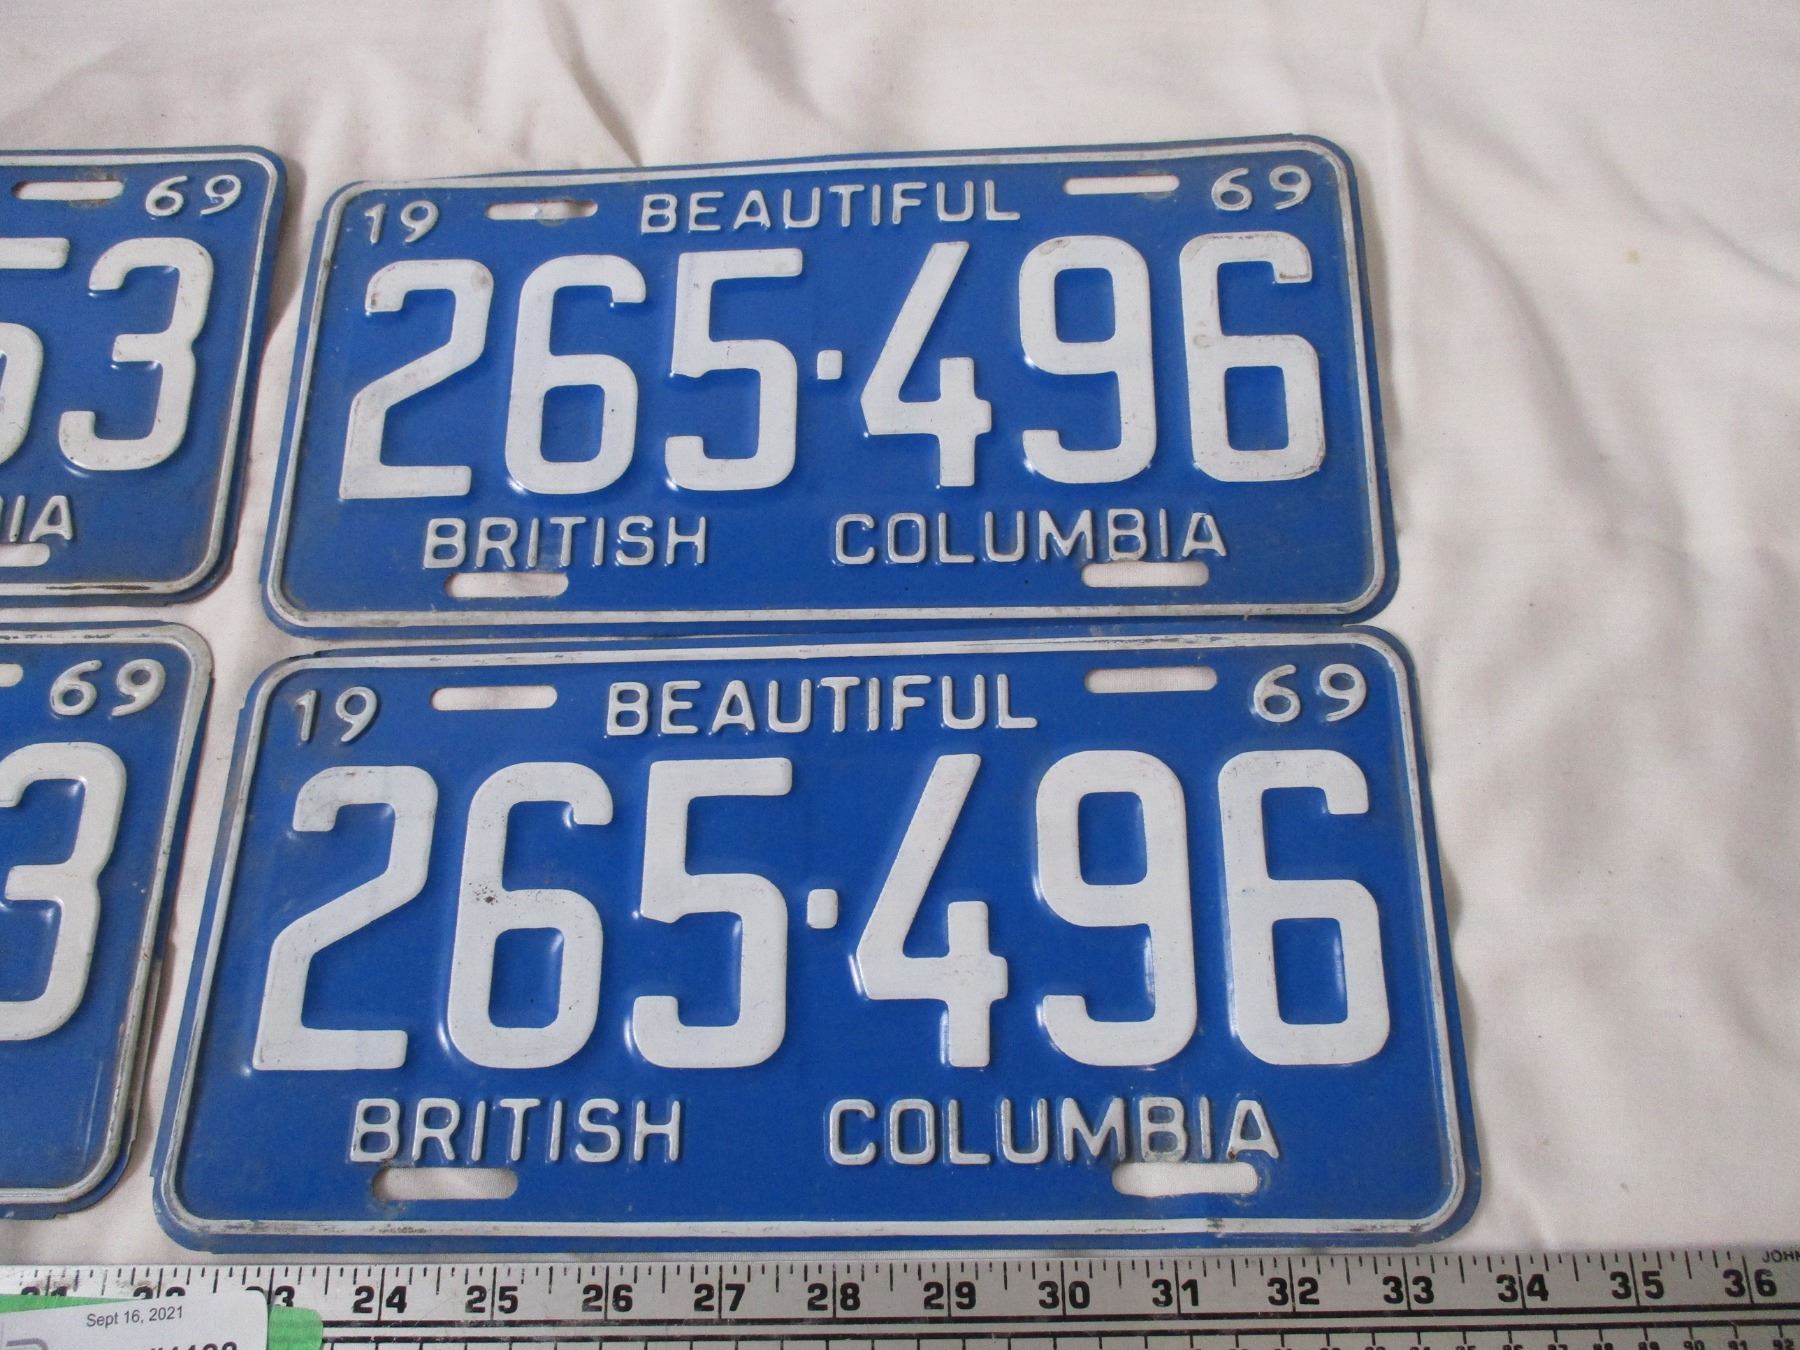 69
19 BEAUTIFUL 69
53
265·496
BRITISH COLUMBIA
69
19 BEAUTIFUL 69
3
265·496
BRITISH COLUMBIA
JOHN
24 25 26 27 28 29 30 31 32 33 34 35 36
Sept 16, 2021